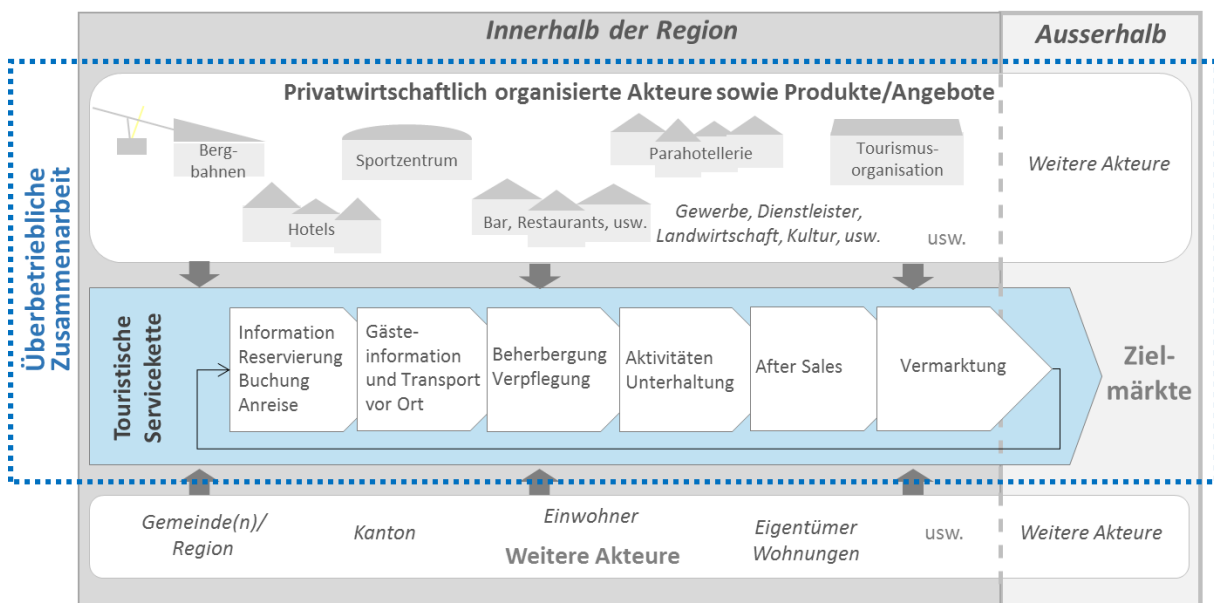 Innerhalb der Region
Ausserhalb
Überbetriebliche
Zusammenarbeit
Privatwirtschaftlich organisierte Akteure sowie Produkte/Angebote
Berg-
bahnen
Sportzentrum
Parahotellerie
Tourismus-
organisation
Weitere Akteure
Hotels
Bar, Restaurants, usw.
Gewerbe, Dienstleister,
Landwirtschaft, Kultur, usw.
usw.
Touristische
Servicekette
Information
Reservierung
Buchung
Anreise
Gäste-
information
und Transport
vor Ort
Beherbergung
Verpflegung
Aktivitäten
Unterhaltung
After Sales
Vermarktung
Ziel-
märkte
Gemeinde(n)/
Region
Kanton
Einwohner
Eigentümer
Wohnungen
usw.
Weitere Akteure
Weitere Akteure